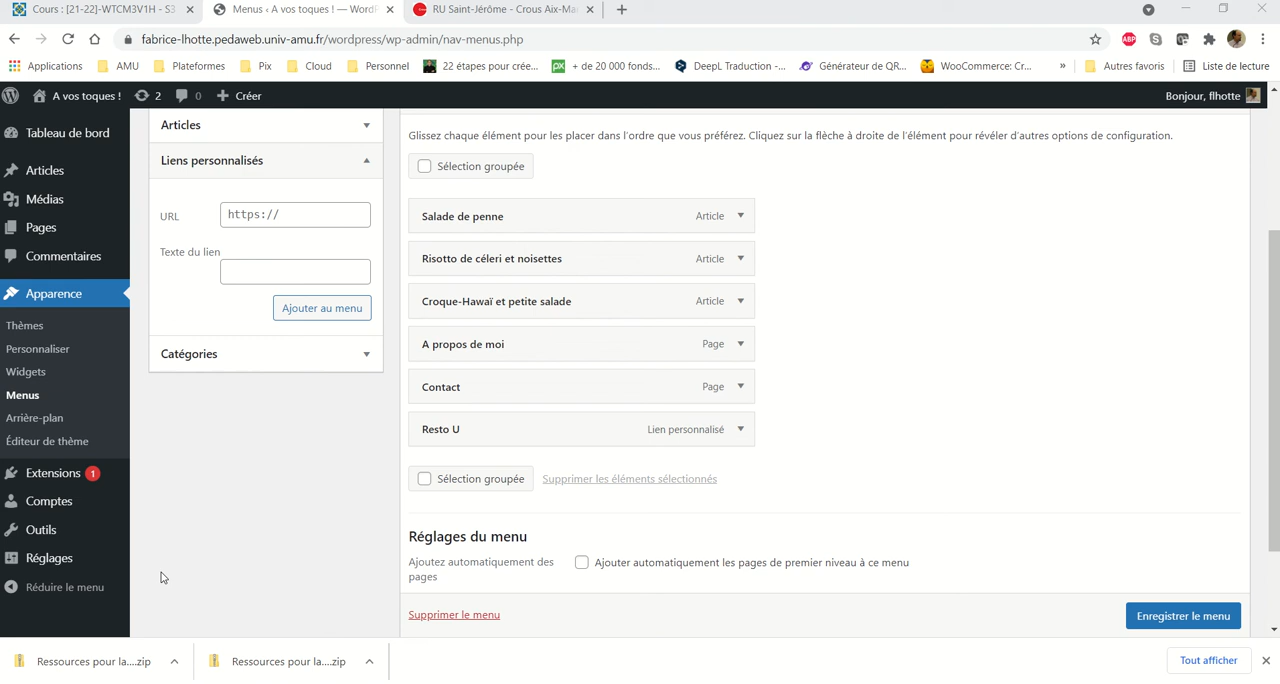 Cours : [21-22]-WTCM3V1H - S3
Menus ‹ A vos toques ! — WordP
RU Saint-Jérôme - Crous Aix-Ma
fabrice-lhotte.pedaweb.univ-amu.fr/wordpress/wp-admin/nav-menus.php
ABP
Applications
AMU
Plateformes
Pix
Cloud
Personnel
22 étapes pour crée...
+ de 20 000 fonds...
DeepL Traduction -...
Générateur de QR...
WooCommerce: Cr...
»
Autres favoris
Liste de lecture
A vos toques !
2
0
Créer
Bonjour, flhotte
Tableau de bord
Articles
Médias
Pages
Commentaires
Apparence
Thèmes
Personnaliser
Widgets
Menus
Arrière-plan
Éditeur de thème
Extensions 1
Comptes
Outils
Réglages
Réduire le menu
Articles
Liens personnalisés
URL
https://
Texte du lien
Ajouter au menu
Catégories
Glissez chaque élément pour les placer dans l’ordre que vous préférez. Cliquez sur la flèche à droite de l’élément pour révéler d’autres options de configuration.
Sélection groupée
Salade de penne Article
Risotto de céleri et noisettes Article
Croque-Hawaï et petite salade Article
A propos de moi Page
Contact Page
Resto U Lien personnalisé
Sélection groupée Supprimer les éléments sélectionnés
Réglages du menu
Ajoutez automatiquement des
pages
Ajouter automatiquement les pages de premier niveau à ce menu
Supprimer le menu
Enregistrer le menu
Ressources pour la....zip
Ressources pour la....zip
Tout afficher